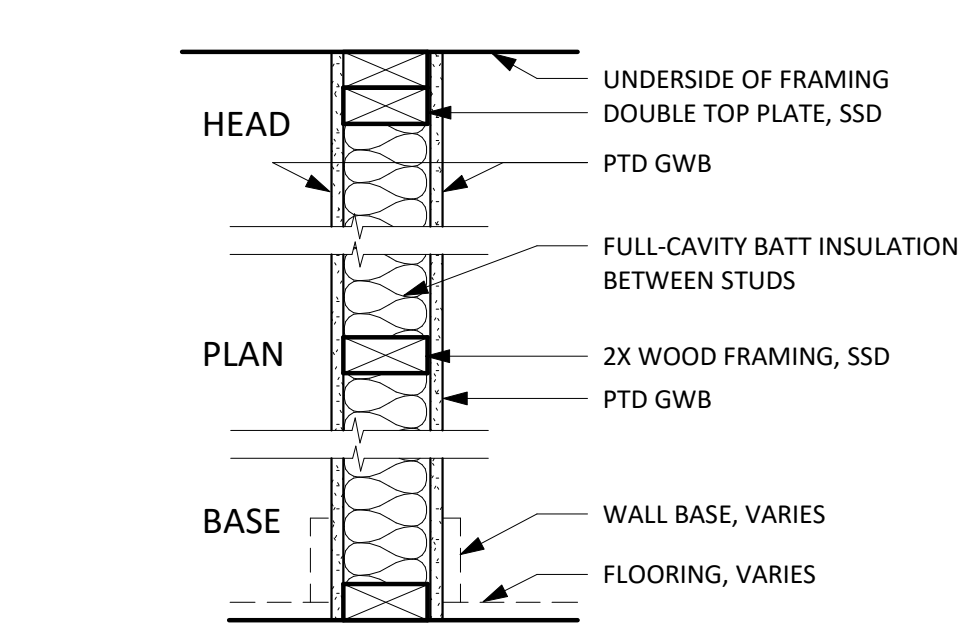 UNDERSIDE OF FRAMING
DOUBLE TOP PLATE, SSD
HEAD
PTD GWB
FULL-CAVITY BATT INSULATION
BETWEEN STUDS
PLAN
2X WOOD FRAMING, SSD
PTD GWB
BASE
WALL BASE, VARIES
FLOORING, VARIES